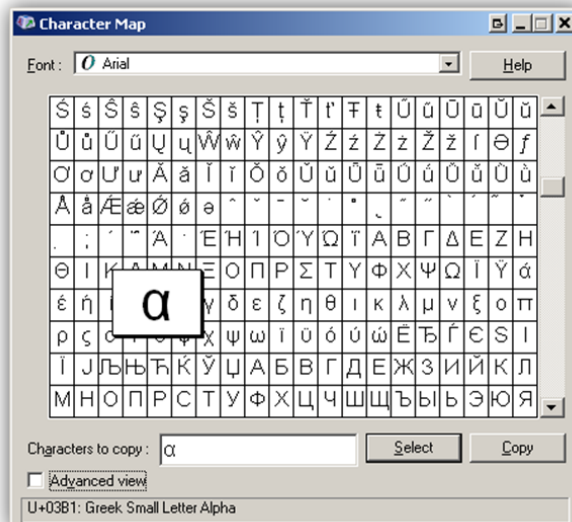 Character Map
Font : O Arial Help
Ś ś Ŝ ŝ Ş ş Š š Ţ ţ Ť ť Ŧ ŧ Ũ ũ Ū ū Ŭ ŭ
Ů ů Ű ű Ų ų Ŵ ŵ Ŷ ŷ Ÿ Ź ź Ż ż Ž ž ſ Ə ƒ
Ơ ơ Ư ư Ǎ ǎ Ǐ ǐ Ǒ ǒ Ǔ ǔ Ǖ ǖ Ǘ ǘ Ǚ ǚ Ǜ ǜ
Ǻ ǻ Ǽ ǽ Ǿ ǿ ə
; Ά · Έ Ή Ί Ό Ύ Ώ ΐ Α Β Γ Δ Ε Ζ Η
Θ Ι Κ Λ Μ Ν Ξ Ο Π Ρ Σ Τ Υ Φ Χ Ψ Ω Ϊ Ϋ ά
έ ή α γ δ ε ζ η θ ι κ λ μ ν ξ ο π
ρ ς χ ψ ω ϊ ϋ ό ύ ώ Ё Ђ Ѓ Є Ѕ І
Ї Ј Љ Њ Ћ Ќ Ў Џ А Б В Г Д Е Ж З И Й К Л
М Н О П Р С Т У Ф Х Ц Ч Ш Щ Ъ Ы Ь Э Ю Я
Characters to copy : α Select Copy
Advanced view
U+03B1: Greek Small Letter Alpha